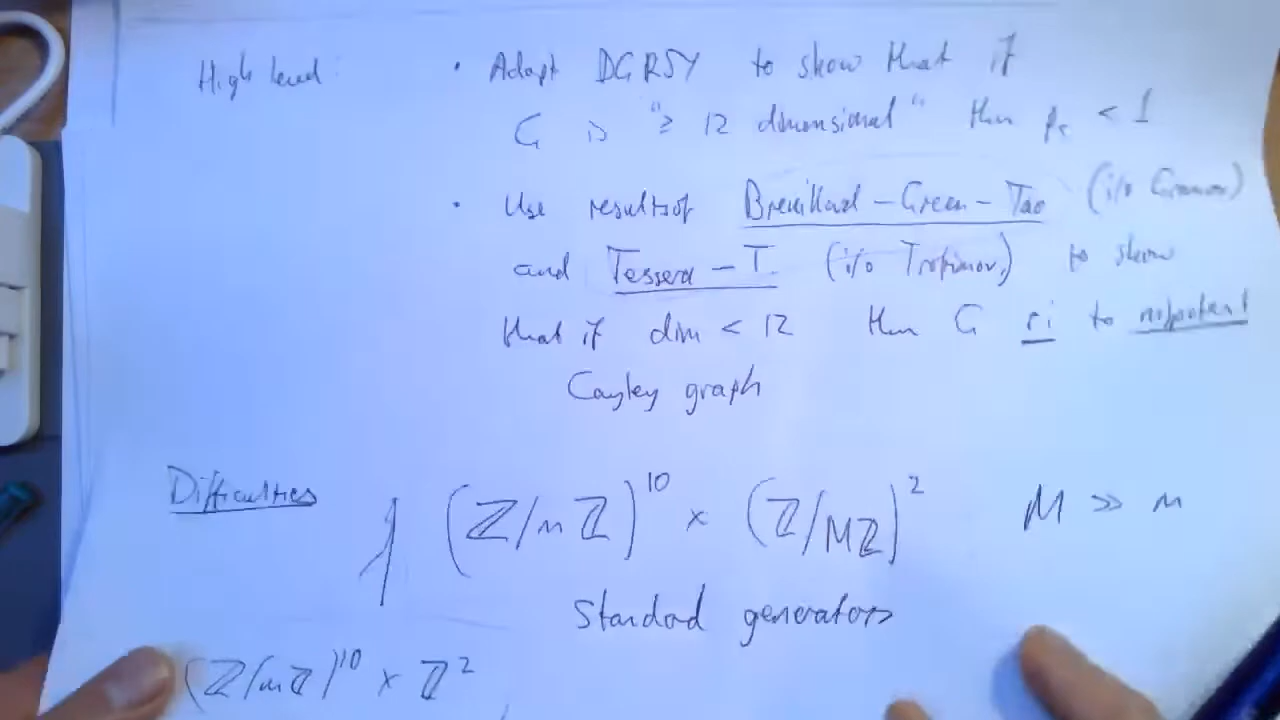 High level:
• Adapt DGRSY to show that if
G is "≥ 12 dimensional" then p_c < 1
• Use results of Breuillard - Green - Tao (i/o Gromov)
and Tessera - T. (i/o Trofimov) to show
that if dim < 12 then G ri to nilpotent
Cayley graph
Difficulties (ℤ/mℤ)^10 × (ℤ/Mℤ)^2 M ≫ m
Standard generators
(ℤ/mℤ)^10 × ℤ^2